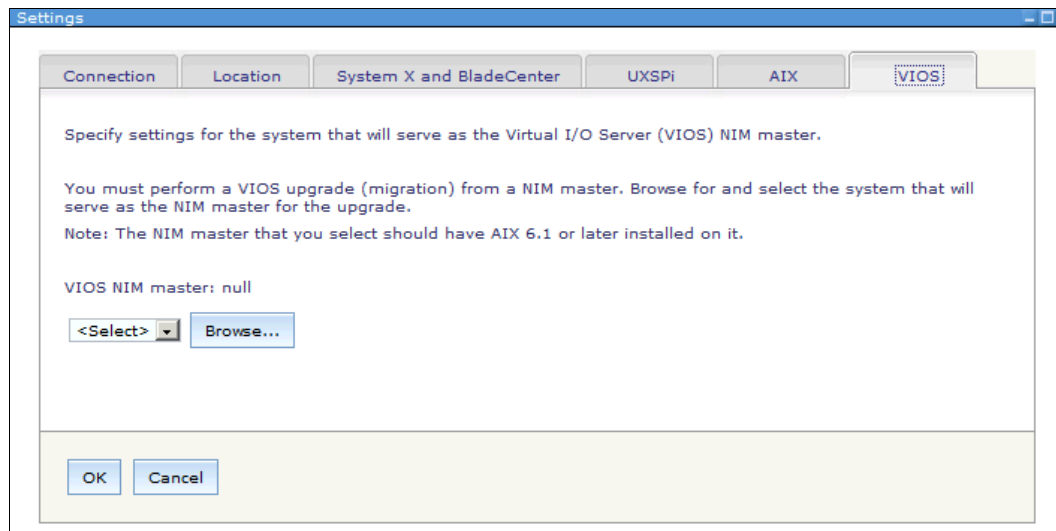 Settings
Connection
Location
System X and BladeCenter
UXSPi
AIX
VIOS
Specify settings for the system that will serve as the Virtual I/O Server (VIOS) NIM master.
You must perform a VIOS upgrade (migration) from a NIM master. Browse for and select the system that will
serve as the NIM master for the upgrade.
Note: The NIM master that you select should have AIX 6.1 or later installed on it.
VIOS NIM master: null
<Select>
Browse...
OK
Cancel